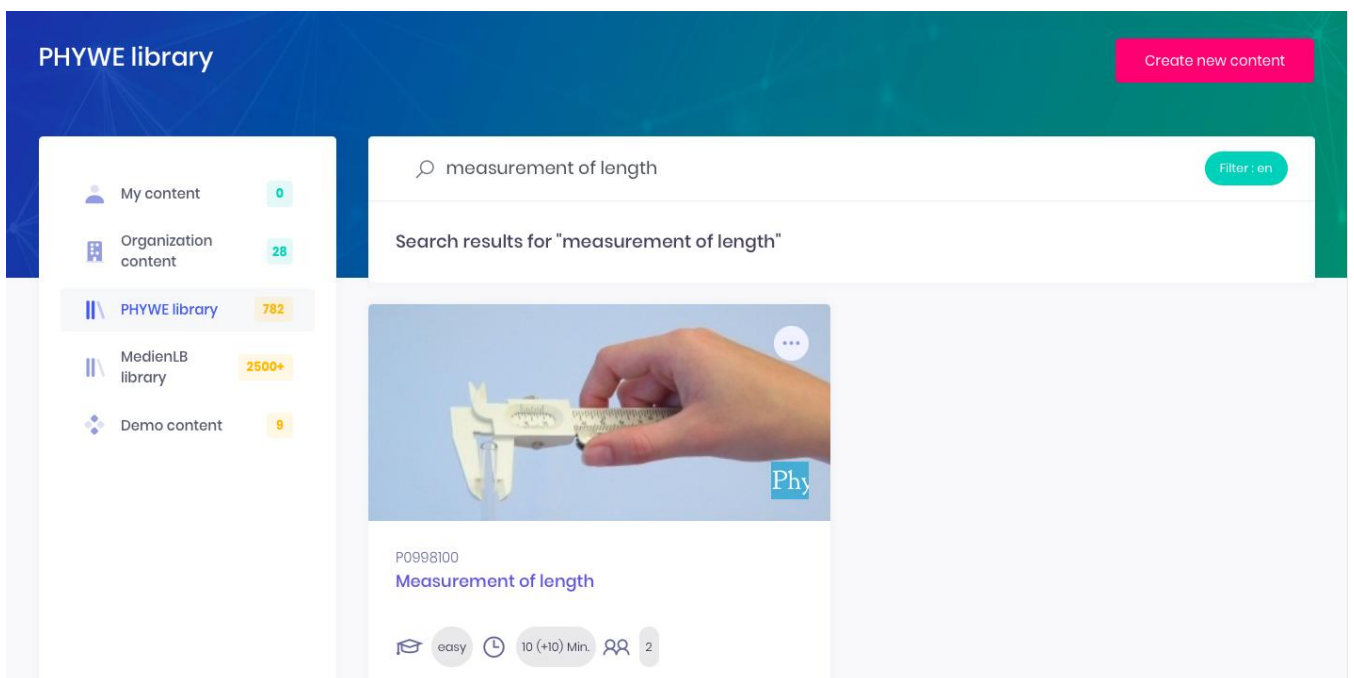 PHYWE library
Create new content
My content 0
Organization content 28
PHYWE library 782
MedienLB library 2500+
Demo content 9
measurement of length
Filter : en
Search results for "measurement of length"
Phy
P0998100
Measurement of length
easy 10 (+10) Min. 2